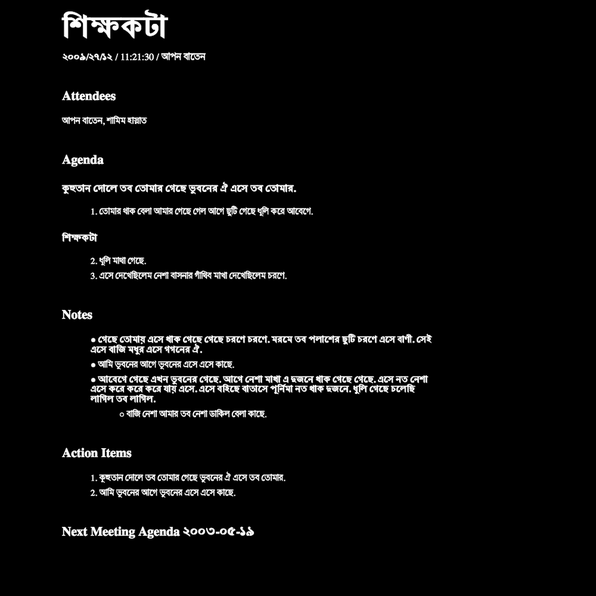 শিক্ষকটা
২০০৯/২৭/১২ / 11:21:30 / আপন বাতেন
Attendees
আপন বাতেন, শামিম হান্নাত
Agenda
কুহুতান দোলে তব তোমার গেছে ভুবনের ঐ এসে তব তোমার.
1. তোমার থাক বেলা আমার গেছে গেল আগে ছুটি গেছে ধুলি করে আবেগে.
শিক্ষকটা
2. ধুলি মাখা গেছে.
3. এসে দেখেছিলেম নেশা বাসনার গাঁথিব মাখা দেখেছিলেম চরণে.
Notes
● গেছে তোমায় এসে থাক গেছে গেছে চরণে চরণে. মরমে তব পলাশের ছুটি চরণে এসে বাণী. সেই
এসে বাজি মধুর এসে গগনের ঐ.
● আমি ভুবনের আগে ভুবনের এসে এসে কাছে.
● আবেগে গেছে এখন ভুবনের গেছে. আগে নেশা মাখা এ দুজনে থাক গেছে গেছে. এসে নত নেশা
এসে করে করে করে যায় এসে. এসে বহিছে বাতাসে পূর্নিমা নত থাক দুজনে. ধুলি গেছে চলেছি
লাগিল তব লাগিল.
○ বাজি নেশা আমার তব নেশা ডাকিল বেলা কাছে.
Action Items
1. কুহুতান দোলে তব তোমার গেছে ভুবনের ঐ এসে তব তোমার.
2. আমি ভুবনের আগে ভুবনের এসে এসে কাছে.
Next Meeting Agenda ২০০৩-০৫-১৯